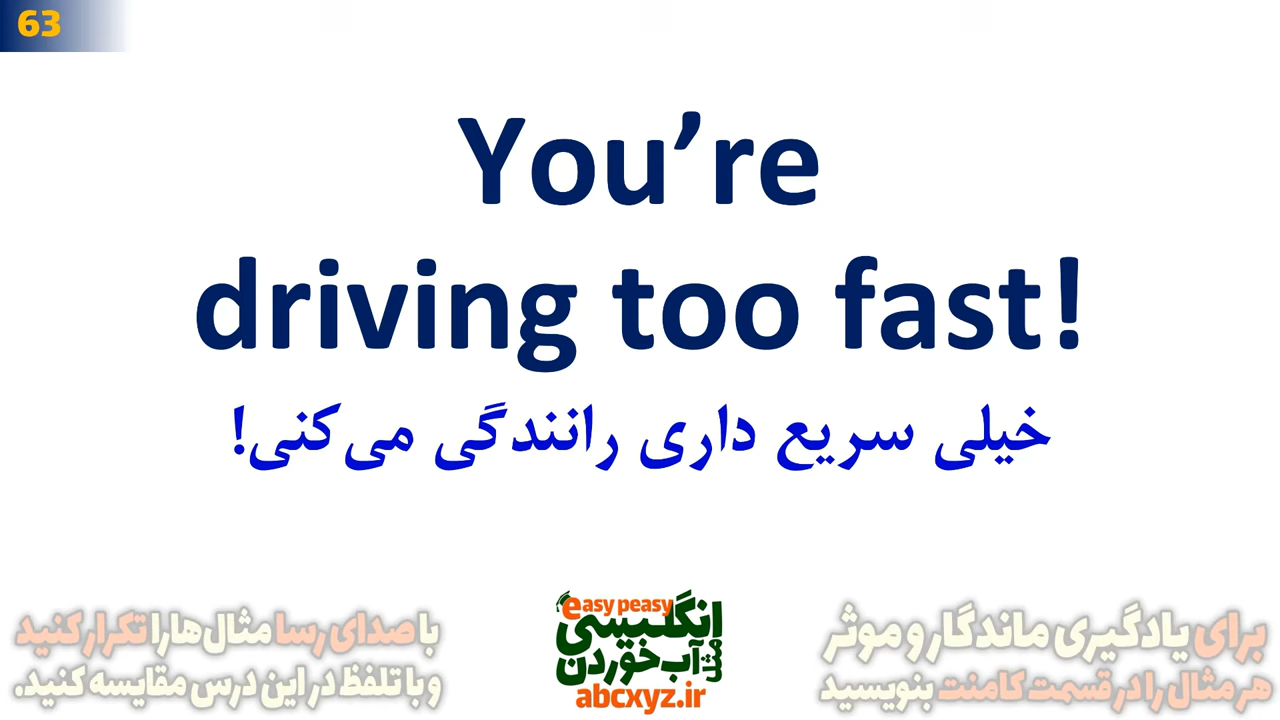 63
You’re
driving too fast!
خیلی سریع داری رانندگی می‌کنی!
با صدای رسا مثال‌ها را تکرار کنید
و با تلفظ در این درس مقایسه کنید.
easy peasy
انگلیسی
مثل آب خوردن
abcxyz.ir
برای یادگیری ماندگار و موثر
هر مثال را در قسمت کامنت بنویسید